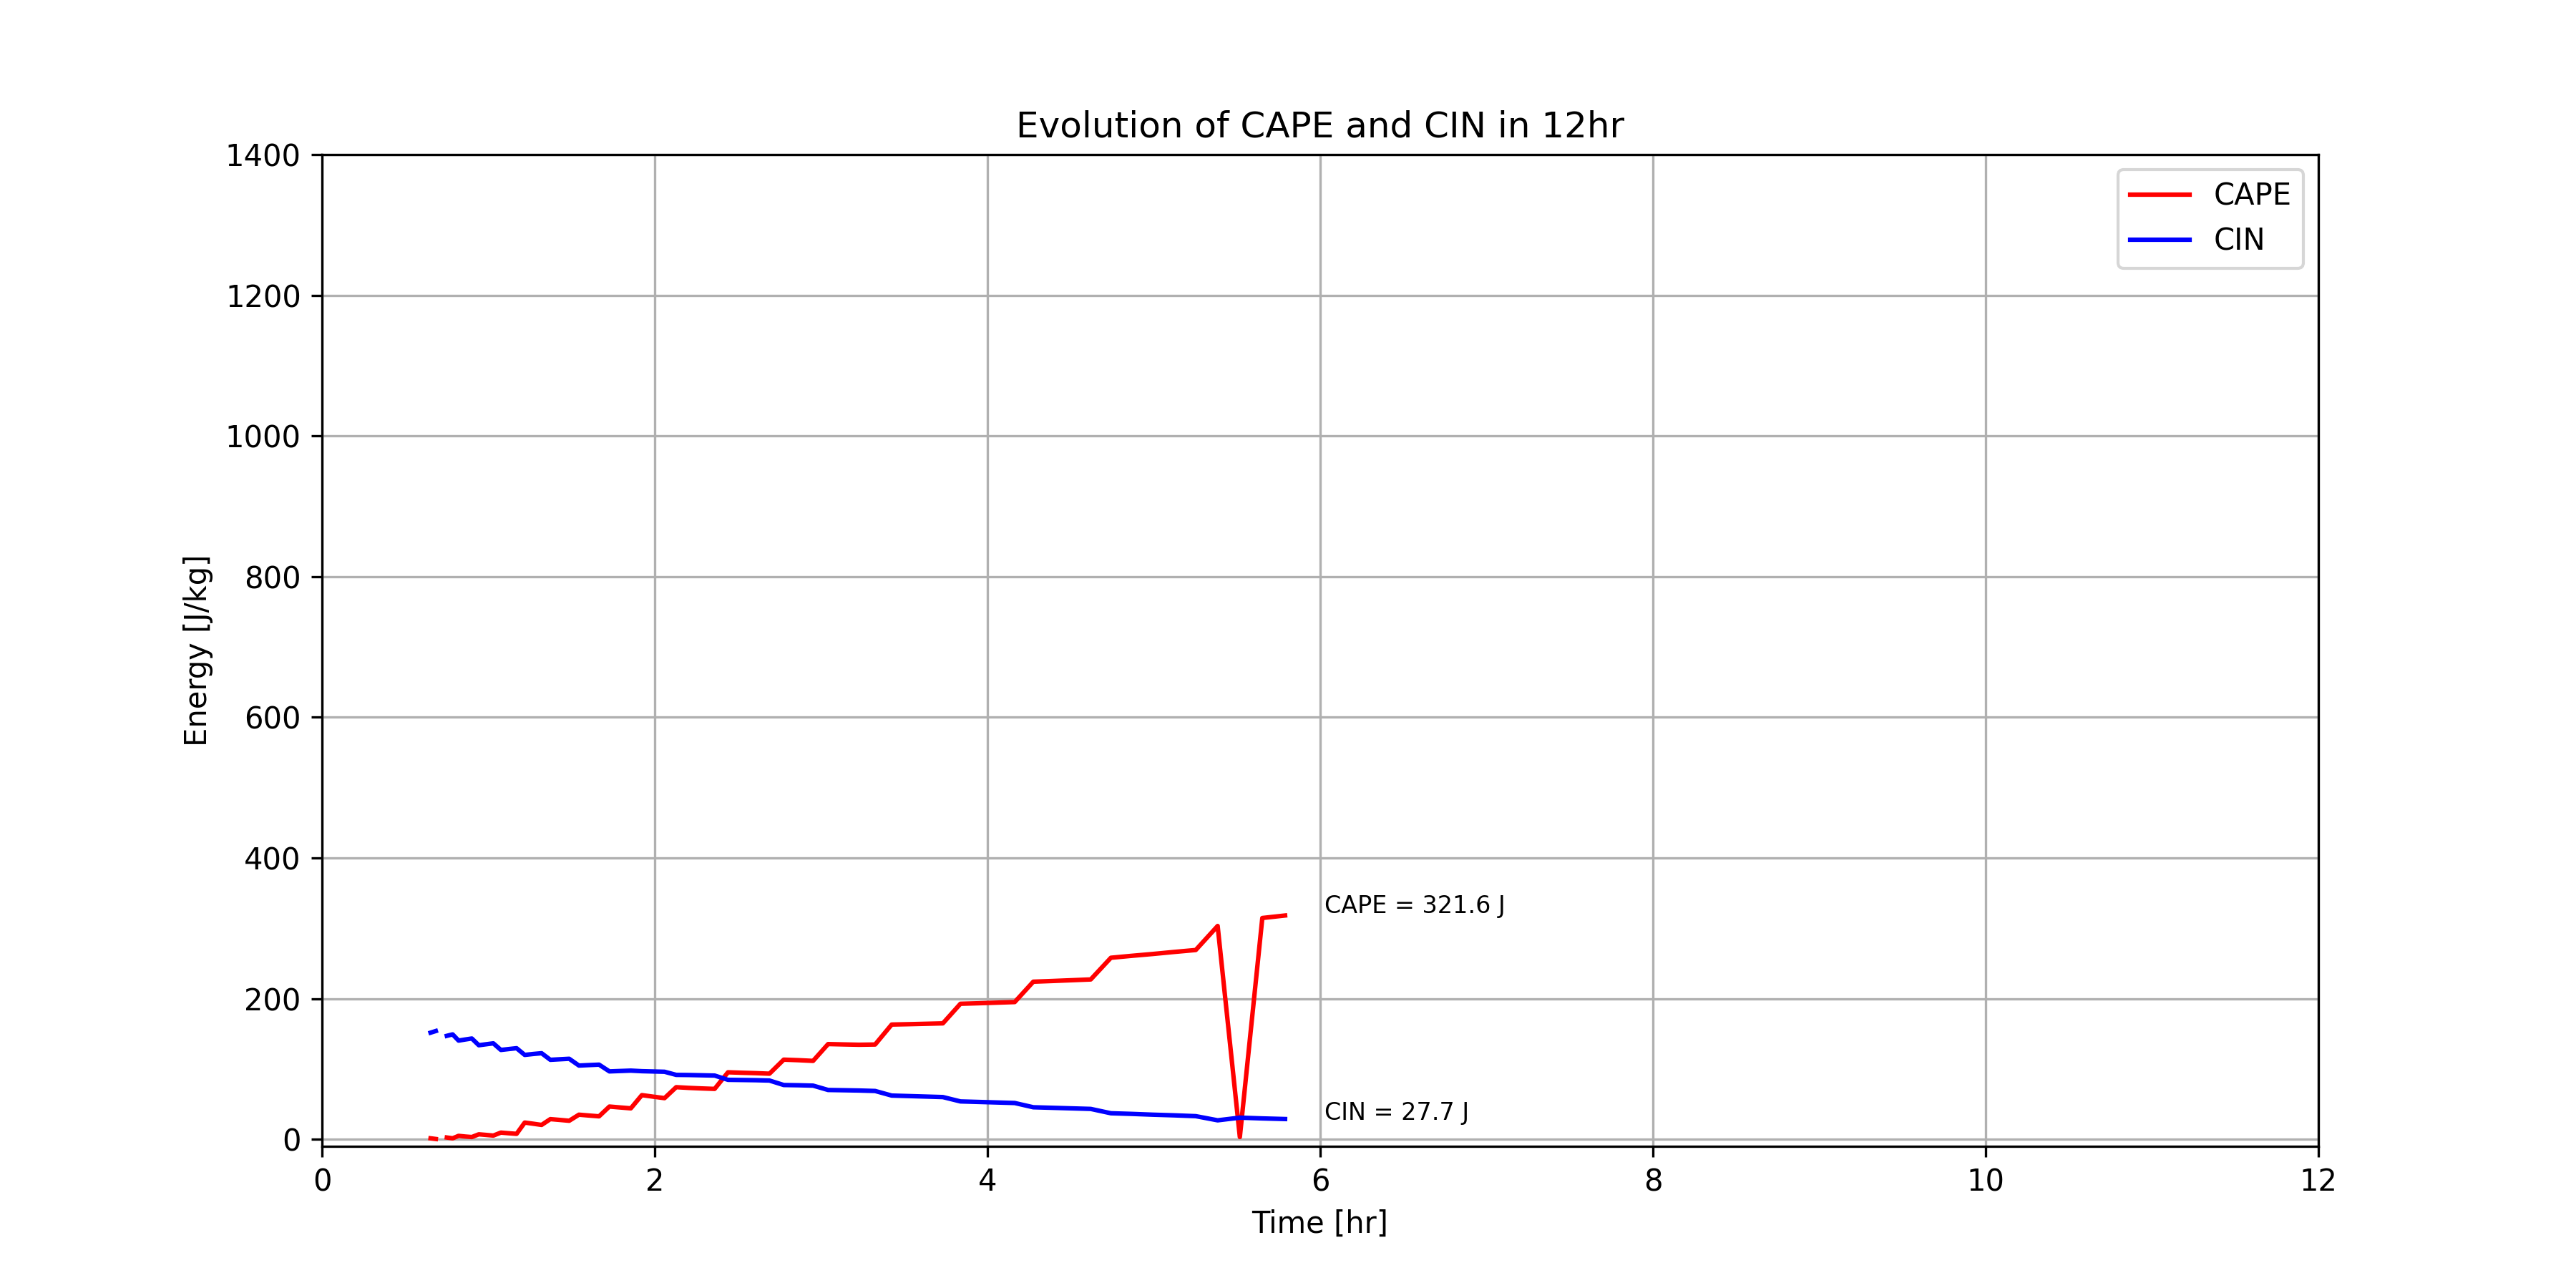 Evolution of CAPE and CIN in 12hr
1400
1200
1000
800
600
400
200
0
Energy [J/kg]
CAPE
CIN
CAPE = 321.6 J
CIN = 27.7 J
0 2 4 6 8 10 12
Time [hr]